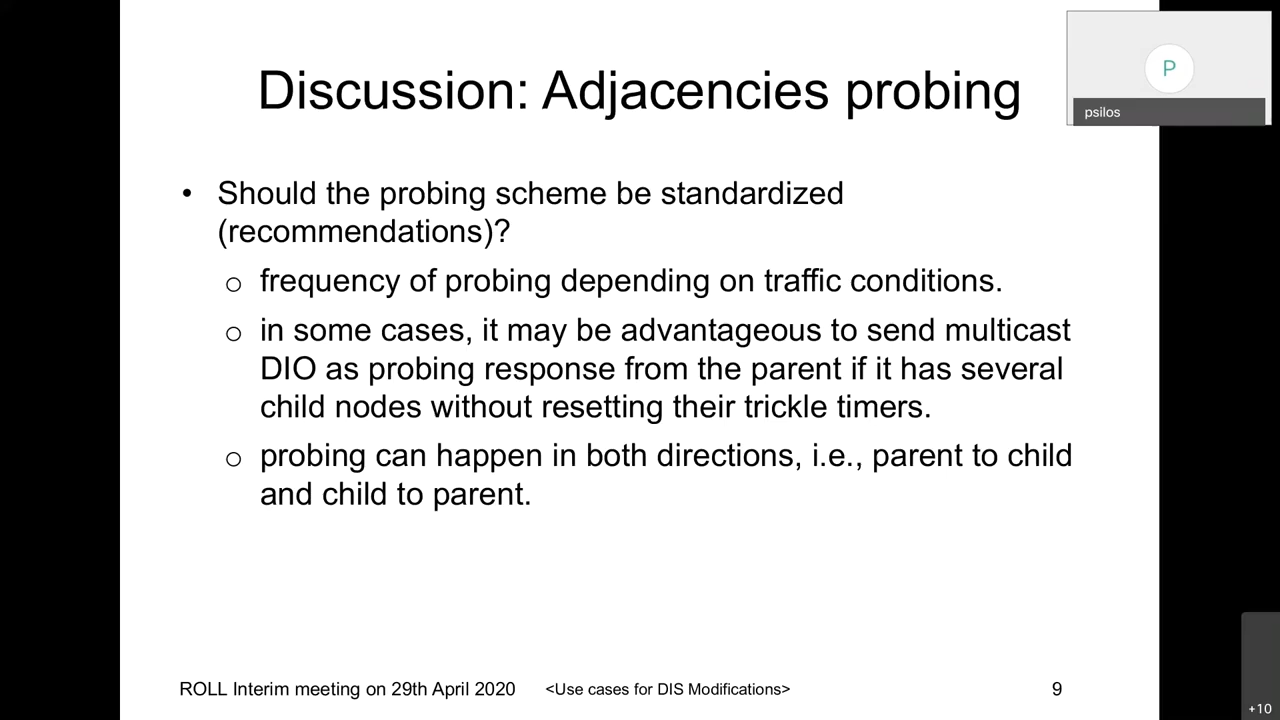 Discussion: Adjacencies probing
P
psilos
• Should the probing scheme be standardized
(recommendations)?
o frequency of probing depending on traffic conditions.
o in some cases, it may be advantageous to send multicast
DIO as probing response from the parent if it has several
child nodes without resetting their trickle timers.
o probing can happen in both directions, i.e., parent to child
and child to parent.
ROLL Interim meeting on 29th April 2020 <Use cases for DIS Modifications> 9
+10